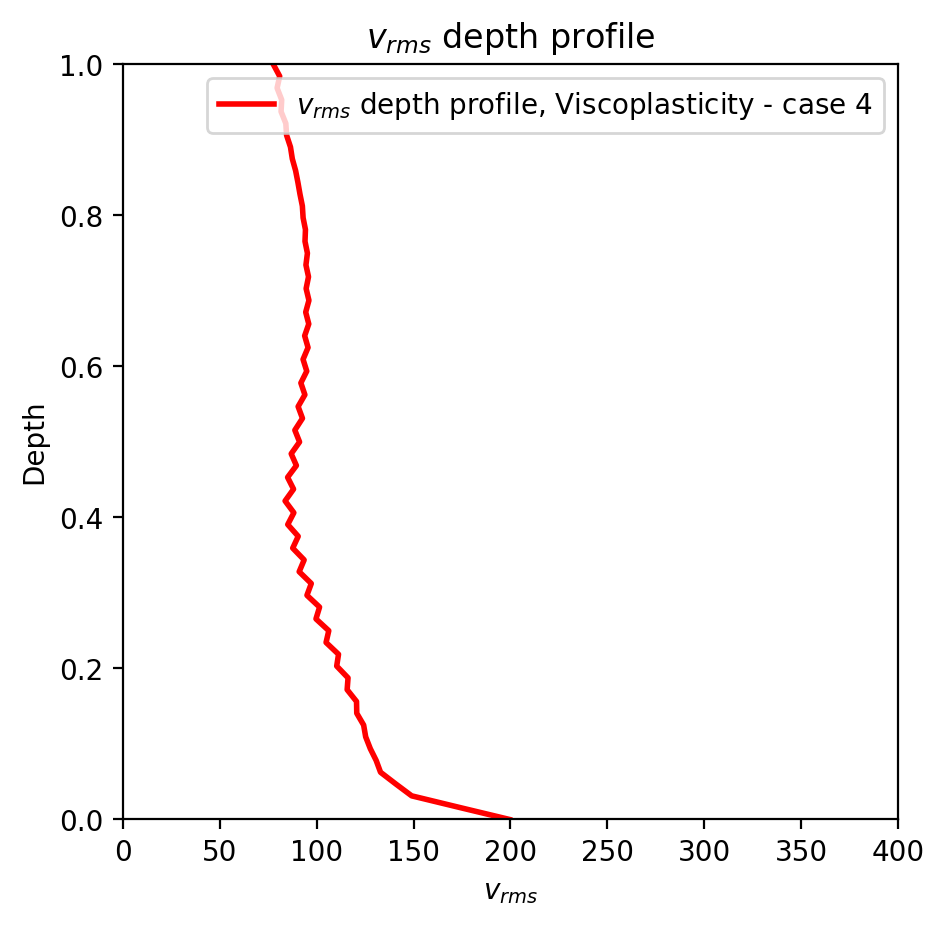 v_rms depth profile
1.0
v_rms depth profile, Viscoplasticity - case 4
0.8
0.6
Depth
0.4
0.2
0.0
0 50 100 150 200 250 300 350 400
v_rms